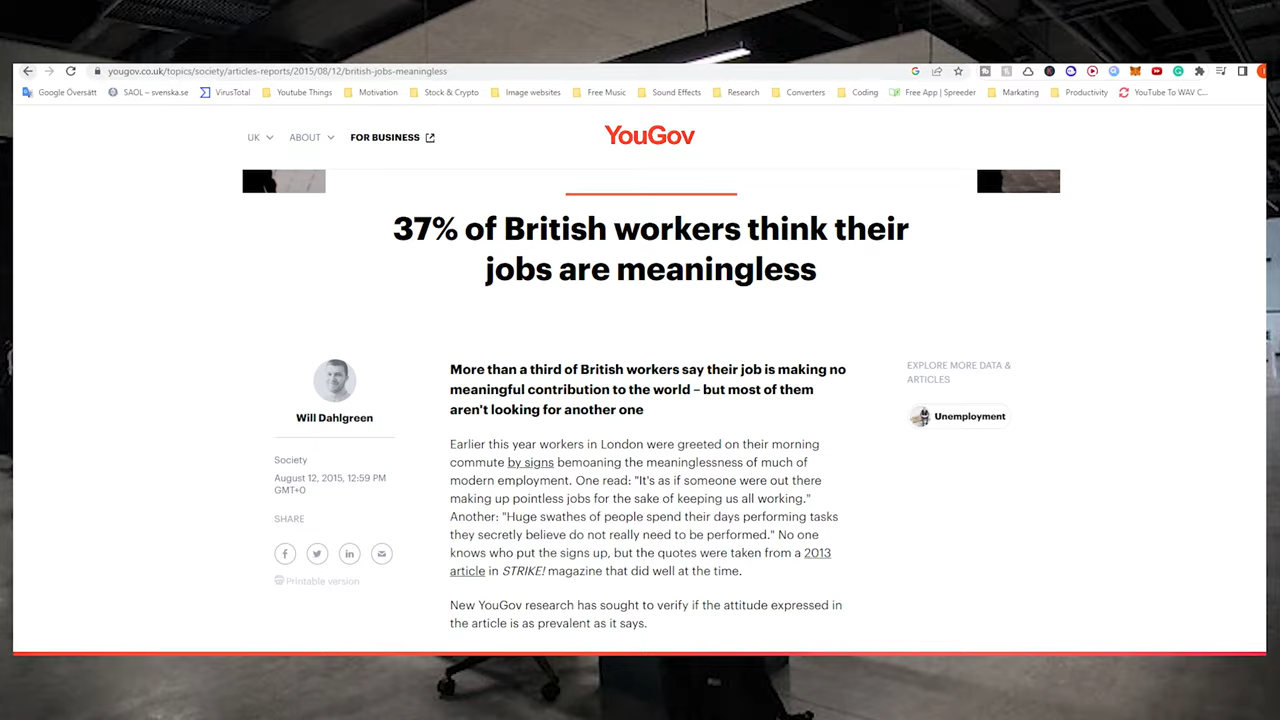 yougov.co.uk/topics/society/articles-reports/2015/08/12/british-jobs-meaningless
Google Översätt SAOL – svenska.se VirusTotal Youtube Things Motivation Stock & Crypto Image websites Free Music Sound Effects Research Converters Coding Free App | Spreeder Markating Productivity YouTube To WAV C...
UK ABOUT FOR BUSINESS YouGov
37% of British workers think their
jobs are meaningless
Will Dahlgreen
Society
August 12, 2015, 12:59 PM
GMT+0
SHARE
Printable version
More than a third of British workers say their job is making no
meaningful contribution to the world – but most of them
aren't looking for another one
Earlier this year workers in London were greeted on their morning
commute by signs bemoaning the meaninglessness of much of
modern employment. One read: "It's as if someone were out there
making up pointless jobs for the sake of keeping us all working."
Another: "Huge swathes of people spend their days performing tasks
they secretly believe do not really need to be performed." No one
knows who put the signs up, but the quotes were taken from a 2013
article in STRIKE! magazine that did well at the time.
New YouGov research has sought to verify if the attitude expressed in
the article is as prevalent as it says.
EXPLORE MORE DATA &
ARTICLES
Unemployment